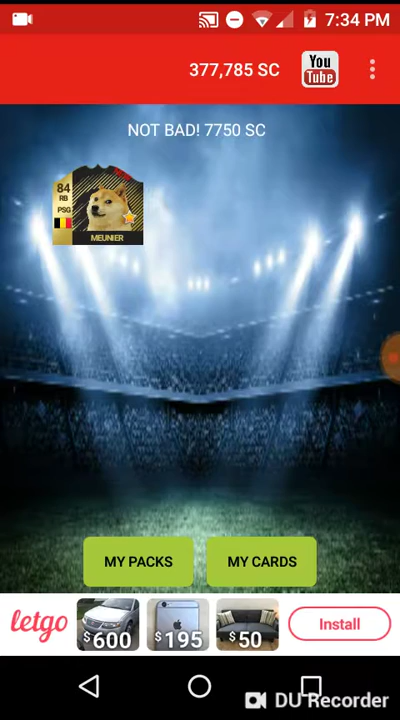 7:34 PM
377,785 SC
You
Tube
NOT BAD! 7750 SC
84
RB
PSG
MEUNIER
MY PACKS
MY CARDS
letgo
$600
$195
$50
Install
DU Recorder